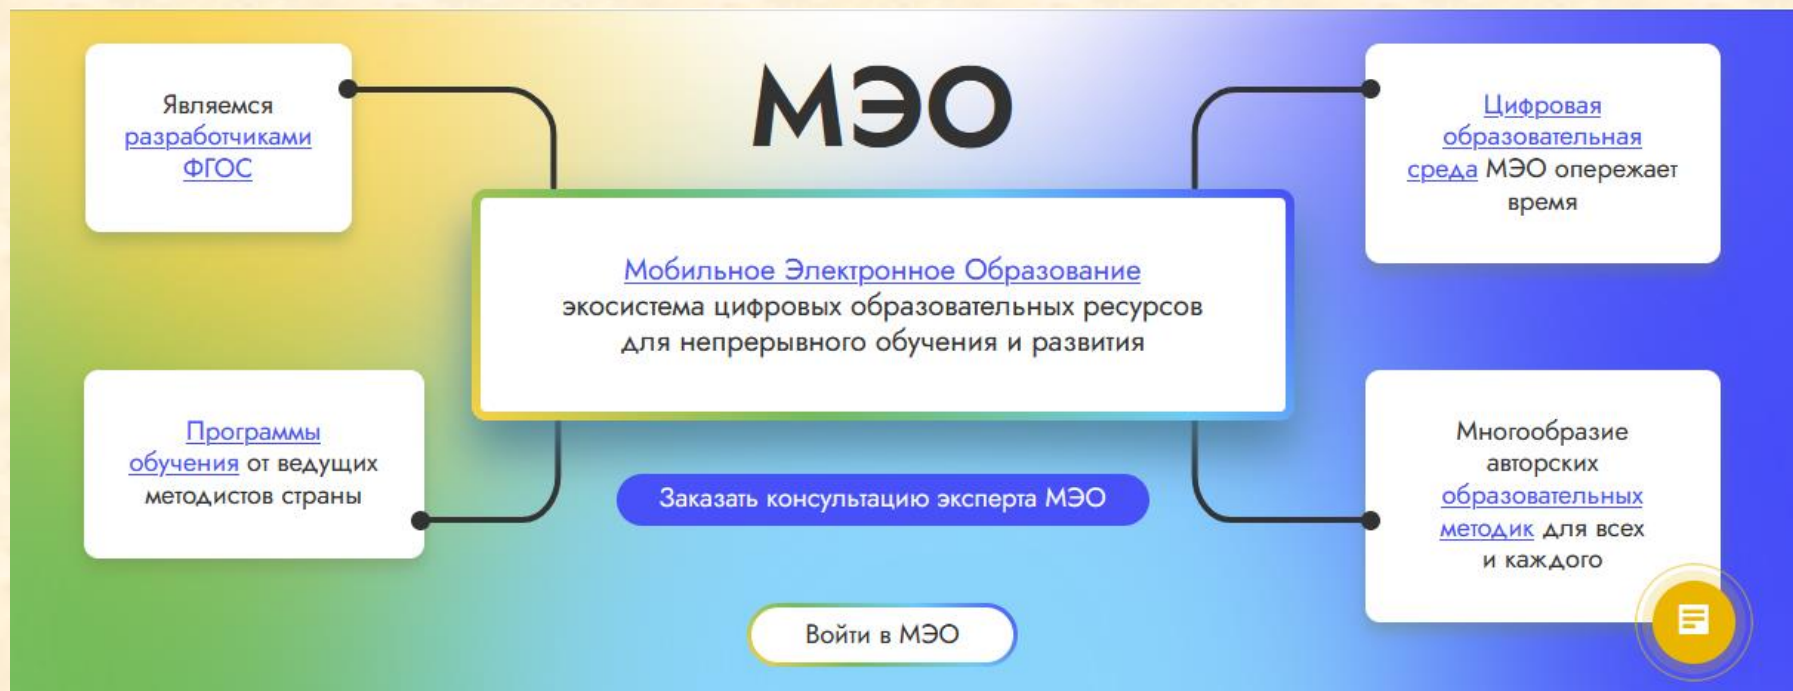 МЭО
Являемся
разработчиками
ФГОС
Цифровая
образовательная
среда МЭО опережает
время
Мобильное Электронное Образование
экосистема цифровых образовательных ресурсов
для непрерывного обучения и развития
Программы
обучения от ведущих
методистов страны
Многообразие
авторских
образовательных
методик для всех
и каждого
Заказать консультацию эксперта МЭО
Войти в МЭО